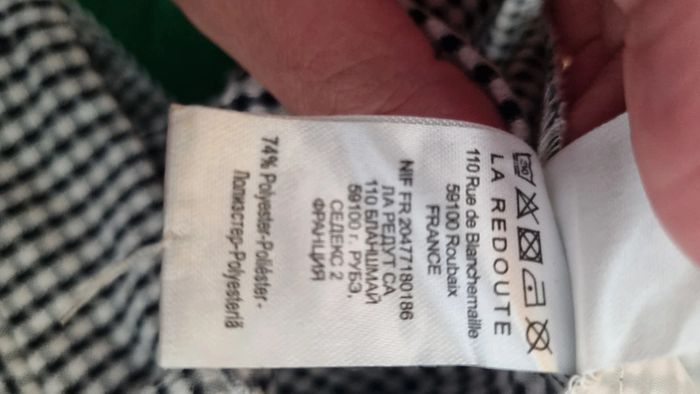 30
LA REDOUTE
110 Rue de Blanchemaille
59100 Roubaix
FRANCE
NIF FR 20477180186
ЛА РЕДУТ СА
110 БЛАНШМАЙ
59100 г. РУБЭ,
СЕДЕКС 2
ФРАНЦИЯ
74% Polyester-Poliéster-
Полиэстер-Polyesteriä